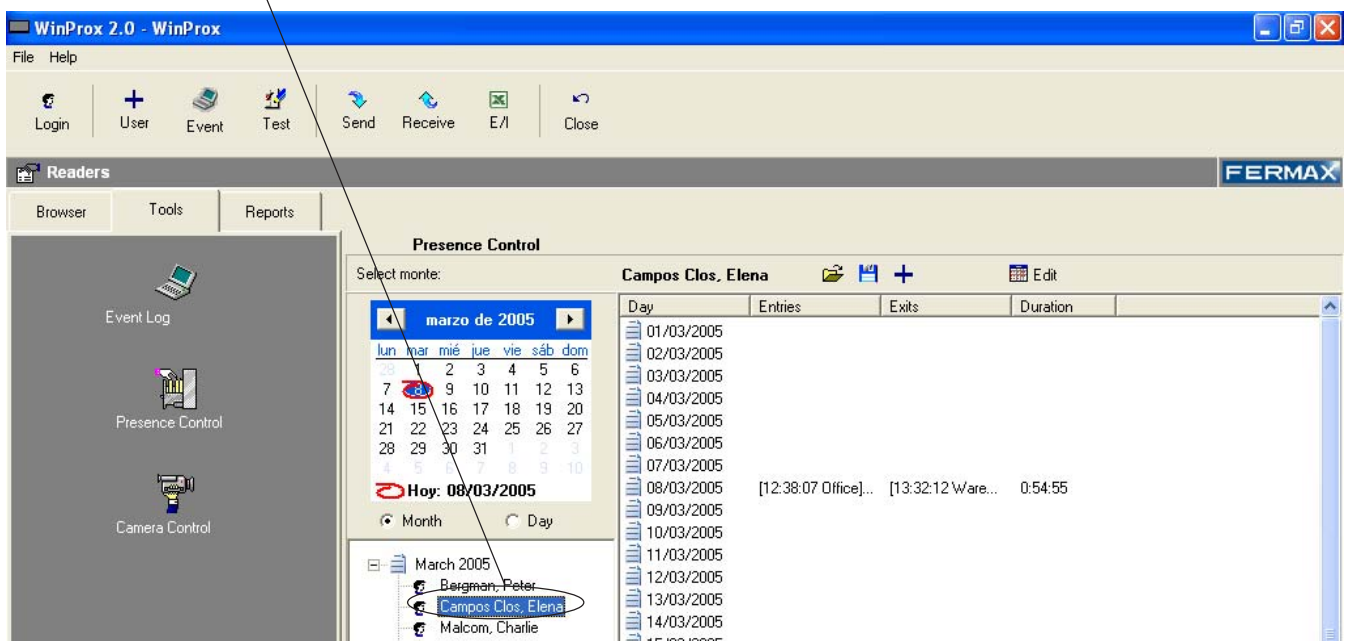 WinProx 2.0 - WinProx
File Help
Login User Event Test Send Receive E/I Close
Readers FERMAX
Browser Tools Reports
Presence Control
Select monte: Campos Clos, Elena Edit
Day Entries Exits Duration
Event Log
Presence Control
Camera Control
marzo de 2005
lun mar mié jue vie sáb dom
28 1 2 3 4 5 6
7 8 9 10 11 12 13
14 15 16 17 18 19 20
21 22 23 24 25 26 27
28 29 30 31 1 2 3
4 5 6 7 8 9 10
Hoy: 08/03/2005
Month Day
March 2005
Bergman, Peter
Campos Clos, Elena
Malcom, Charlie
01/03/2005
02/03/2005
03/03/2005
04/03/2005
05/03/2005
06/03/2005
07/03/2005
08/03/2005 [12:38:07 Office]... [13:32:12 Ware... 0:54:55
09/03/2005
10/03/2005
11/03/2005
12/03/2005
13/03/2005
14/03/2005